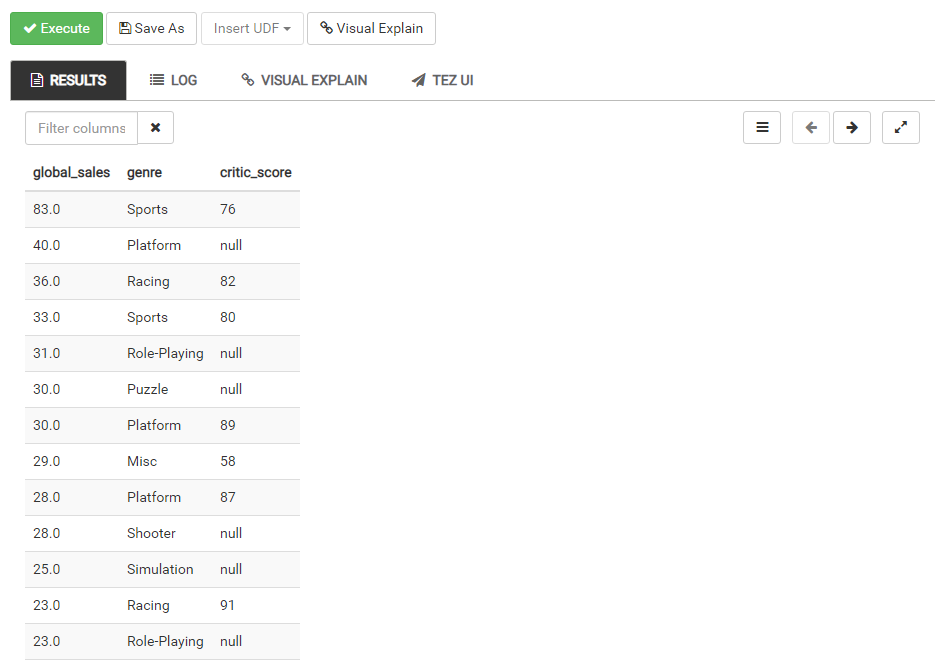 Execute Save As Insert UDF Visual Explain
RESULTS LOG VISUAL EXPLAIN TEZ UI
Filter columns
global_sales genre critic_score
83.0 Sports 76
40.0 Platform null
36.0 Racing 82
33.0 Sports 80
31.0 Role-Playing null
30.0 Puzzle null
30.0 Platform 89
29.0 Misc 58
28.0 Platform 87
28.0 Shooter null
25.0 Simulation null
23.0 Racing 91
23.0 Role-Playing null